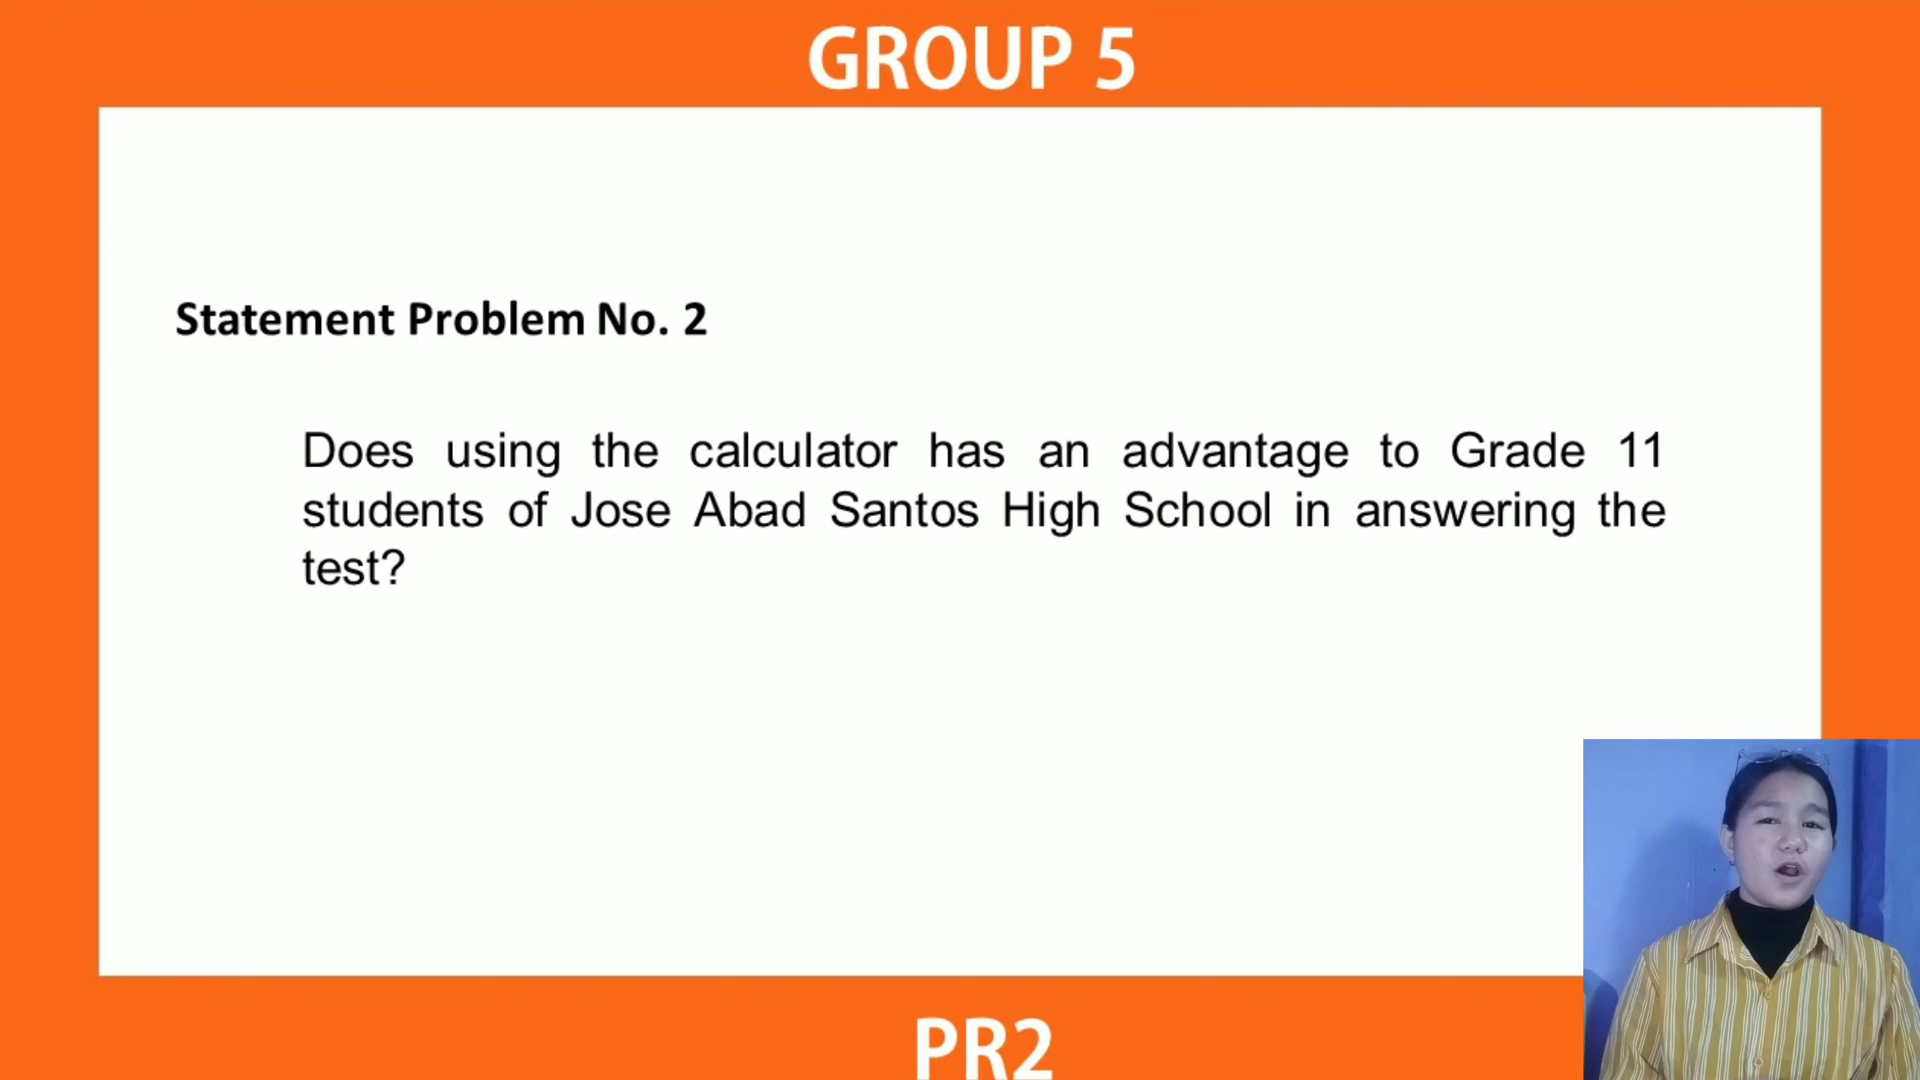 GROUP 5
Statement Problem No. 2
Does using the calculator has an advantage to Grade 11
students of Jose Abad Santos High School in answering the
test?
PR2